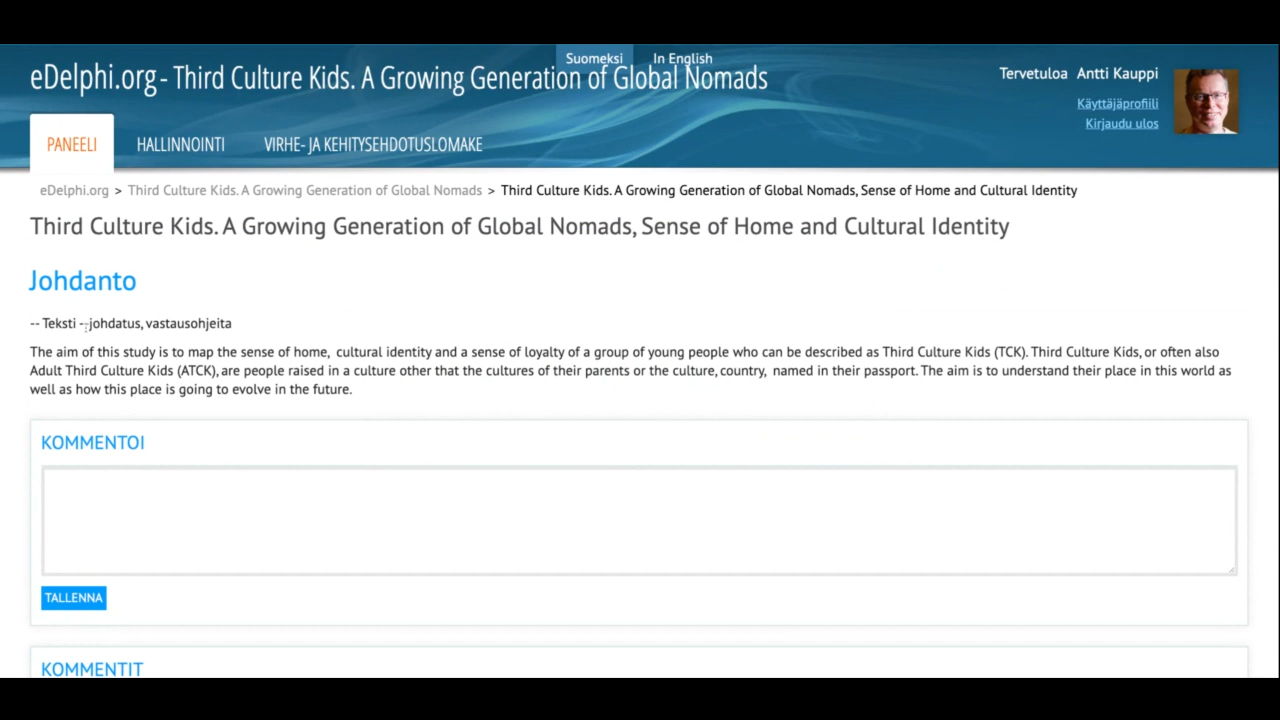 Suomeksi In English
eDelphi.org - Third Culture Kids. A Growing Generation of Global Nomads
Tervetuloa Antti Kauppi
Käyttäjäprofiili
Kirjaudu ulos
PANEELI HALLINNOINTI VIRHE- JA KEHITYSEHDOTUSLOMAKE
eDelphi.org > Third Culture Kids. A Growing Generation of Global Nomads > Third Culture Kids. A Growing Generation of Global Nomads, Sense of Home and Cultural Identity
Third Culture Kids. A Growing Generation of Global Nomads, Sense of Home and Cultural Identity
Johdanto
-- Teksti --johdatus, vastausohjeita
The aim of this study is to map the sense of home, cultural identity and a sense of loyalty of a group of young people who can be described as Third Culture Kids (TCK). Third Culture Kids, or often also
Adult Third Culture Kids (ATCK), are people raised in a culture other that the cultures of their parents or the culture, country, named in their passport. The aim is to understand their place in this world as
well as how this place is going to evolve in the future.
KOMMENTOI
TALLENNA
KOMMENTIT